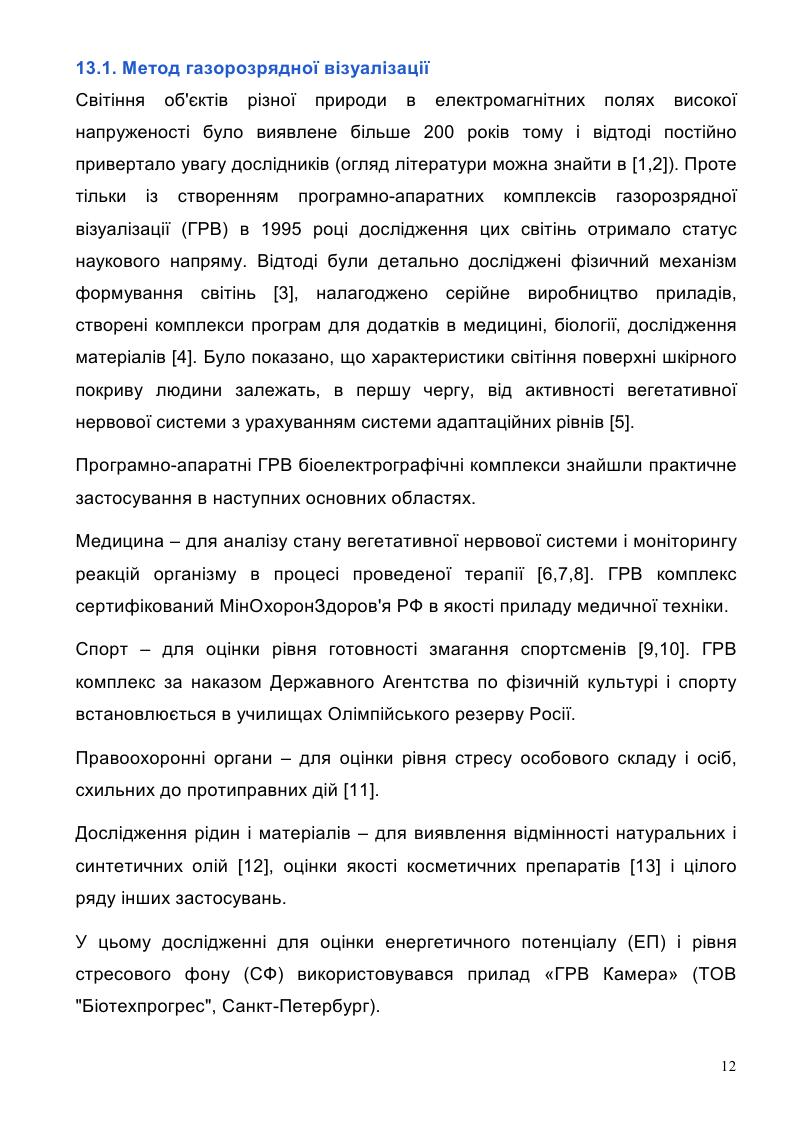 13.1. Метод газорозрядної візуалізації
Світіння об'єктів різної природи в електромагнітних полях високої
напруженості було виявлене більше 200 років тому і відтоді постійно
привертало увагу дослідників (огляд літератури можна знайти в [1,2]). Проте
тільки із створенням програмно-апаратних комплексів газорозрядної
візуалізації (ГРВ) в 1995 році дослідження цих світінь отримало статус
наукового напряму. Відтоді були детально досліджені фізичний механізм
формування світінь [3], налагоджено серійне виробництво приладів,
створені комплекси програм для додатків в медицині, біології, дослідження
матеріалів [4]. Було показано, що характеристики світіння поверхні шкірного
покриву людини залежать, в першу чергу, від активності вегетативної
нервової системи з урахуванням системи адаптаційних рівнів [5].
Програмно-апаратні ГРВ біоелектрографічні комплекси знайшли практичне
застосування в наступних основних областях.
Медицина – для аналізу стану вегетативної нервової системи і моніторингу
реакцій організму в процесі проведеної терапії [6,7,8]. ГРВ комплекс
сертифікований МінОхоронЗдоров'я РФ в якості приладу медичної техніки.
Спорт – для оцінки рівня готовності змагання спортсменів [9,10]. ГРВ
комплекс за наказом Державного Агентства по фізичній культурі і спорту
встановлюється в училищах Олімпійського резерву Росії.
Правоохоронні органи – для оцінки рівня стресу особового складу і осіб,
схильних до протиправних дій [11].
Дослідження рідин і матеріалів – для виявлення відмінності натуральних і
синтетичних олій [12], оцінки якості косметичних препаратів [13] і цілого
ряду інших застосувань.
У цьому дослідженні для оцінки енергетичного потенціалу (ЕП) і рівня
стресового фону (СФ) використовувався прилад «ГРВ Камера» (ТОВ
"Біотехпрогрес", Санкт-Петербург).
12